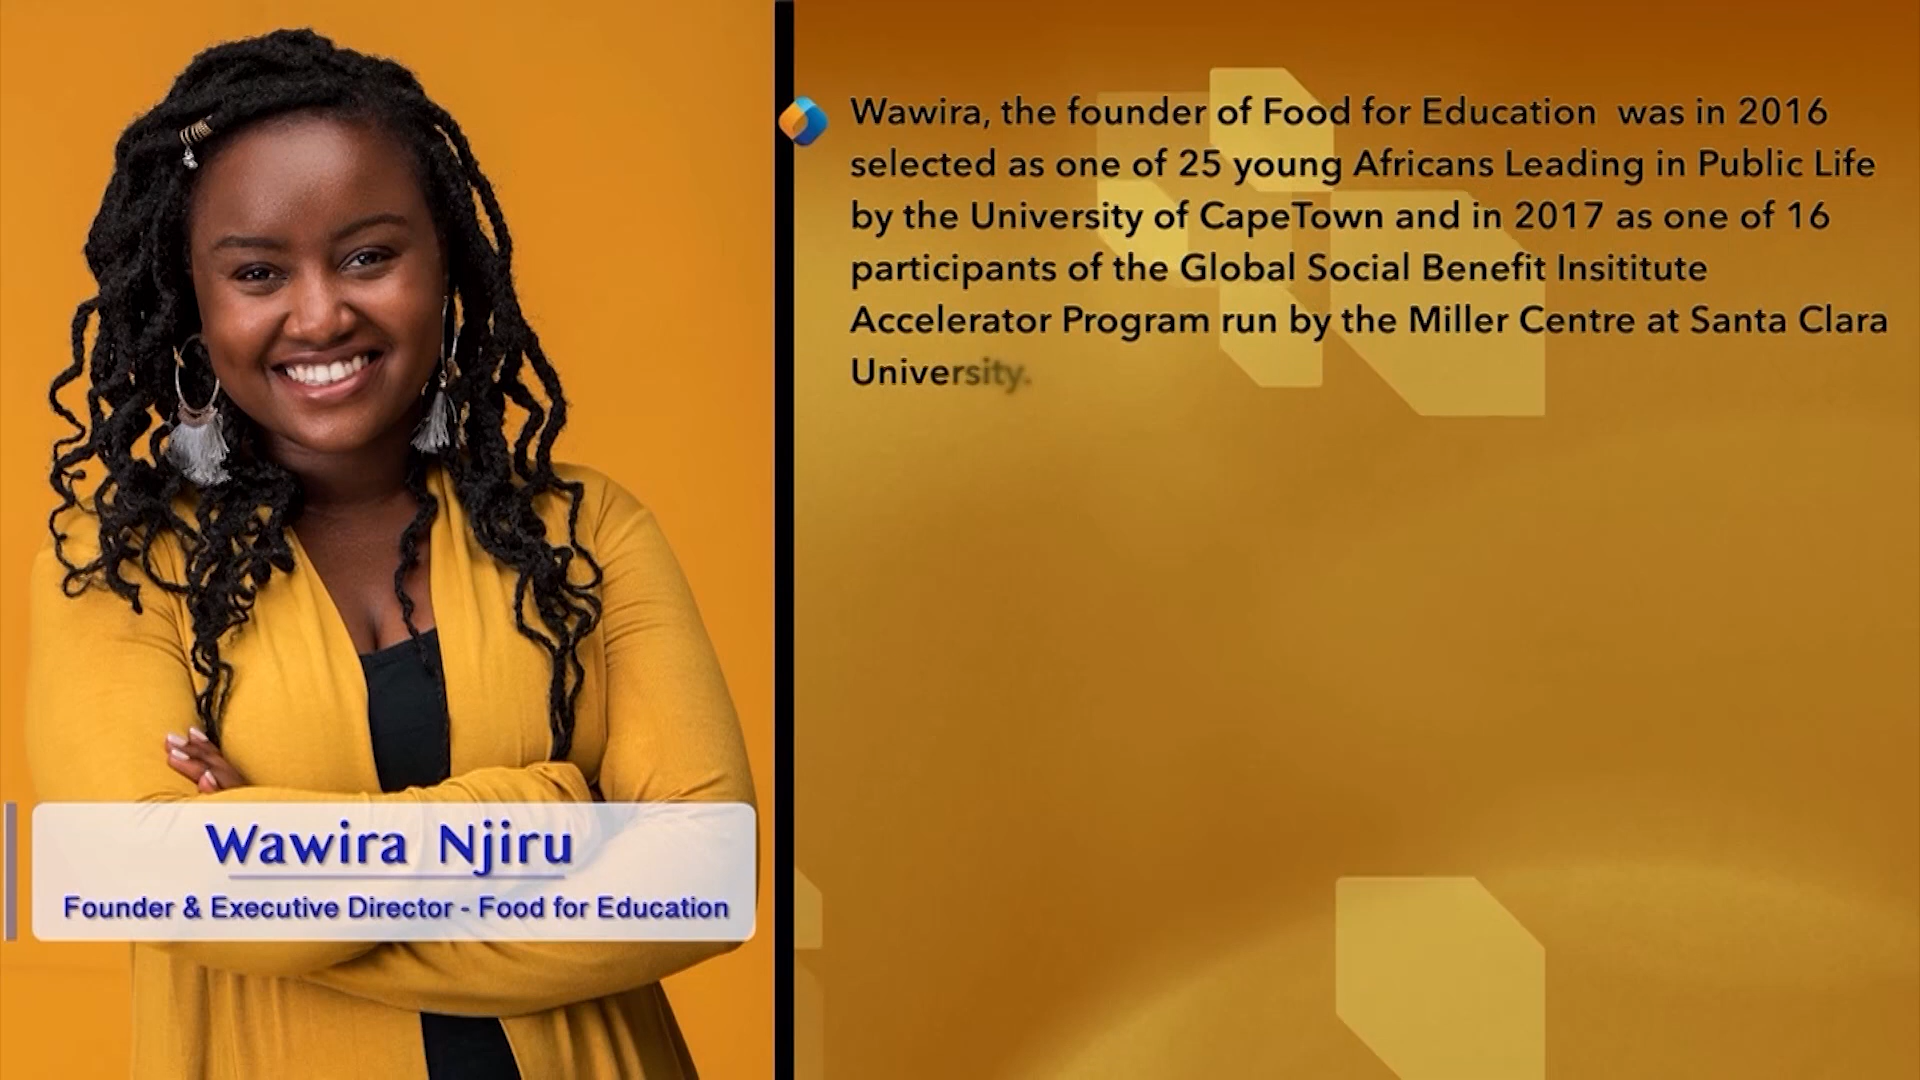 Wawira, the founder of Food for Education was in 2016
selected as one of 25 young Africans Leading in Public Life
by the University of CapeTown and in 2017 as one of 16
participants of the Global Social Benefit Insititute
Accelerator Program run by the Miller Centre at Santa Clara
University.
Wawira Njiru
Founder & Executive Director - Food for Education